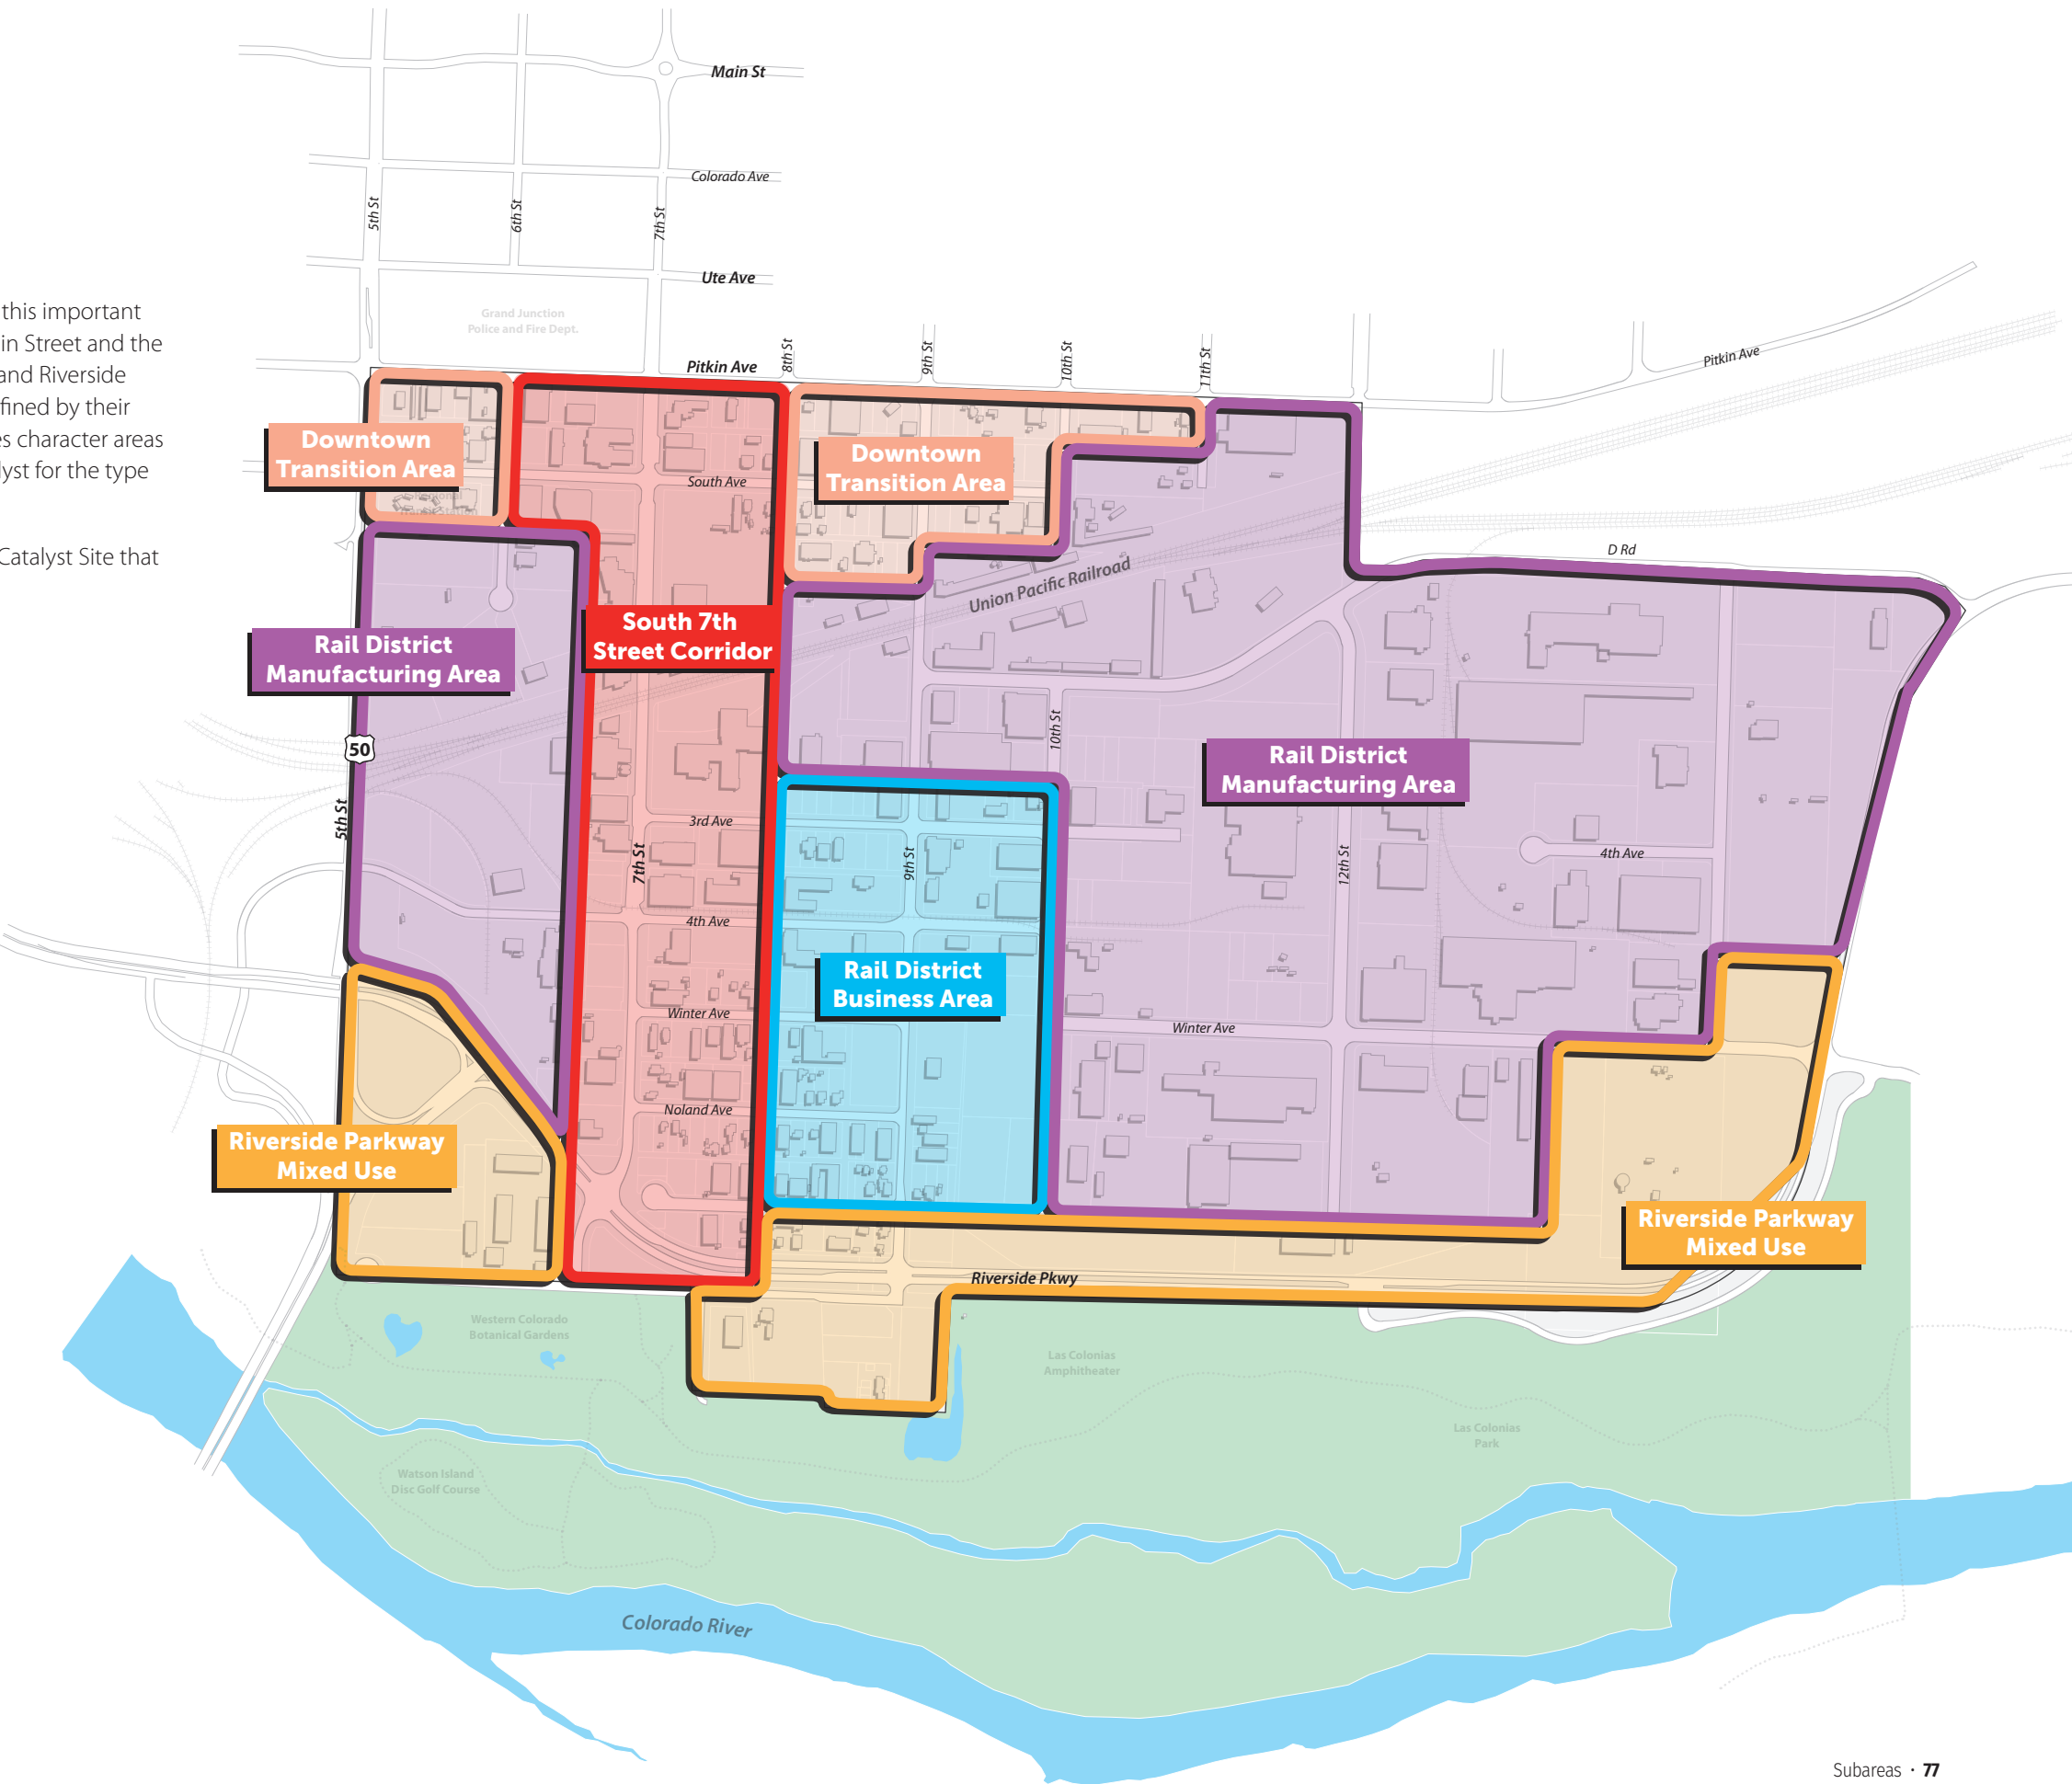 Main St
Colorado Ave
5th St
6th St
7th St
Ute Ave
this important
in Street and the
and Riverside
fined by their
es character areas
lyst for the type
Catalyst Site that
Grand Junction
Police and Fire Dept.
Pitkin Ave
8th St
9th St
10th St
11th St
Pitkin Ave
Downtown
Transition Area
Downtown
Transition Area
South Ave
D Rd
Union Pacific Railroad
South 7th
Street Corridor
Rail District
Manufacturing Area
50
5th St
10th St
Rail District
Manufacturing Area
3rd Ave
7th St
9th St
12th St
4th Ave
4th Ave
Rail District
Business Area
Winter Ave
Winter Ave
Noland Ave
Riverside Parkway
Mixed Use
Riverside Parkway
Mixed Use
Riverside Pkwy
Western Colorado
Botanical Gardens
Las Colonias
Amphitheater
Las Colonias
Park
Watson Island
Disc Golf Course
Colorado River
Subareas · 77